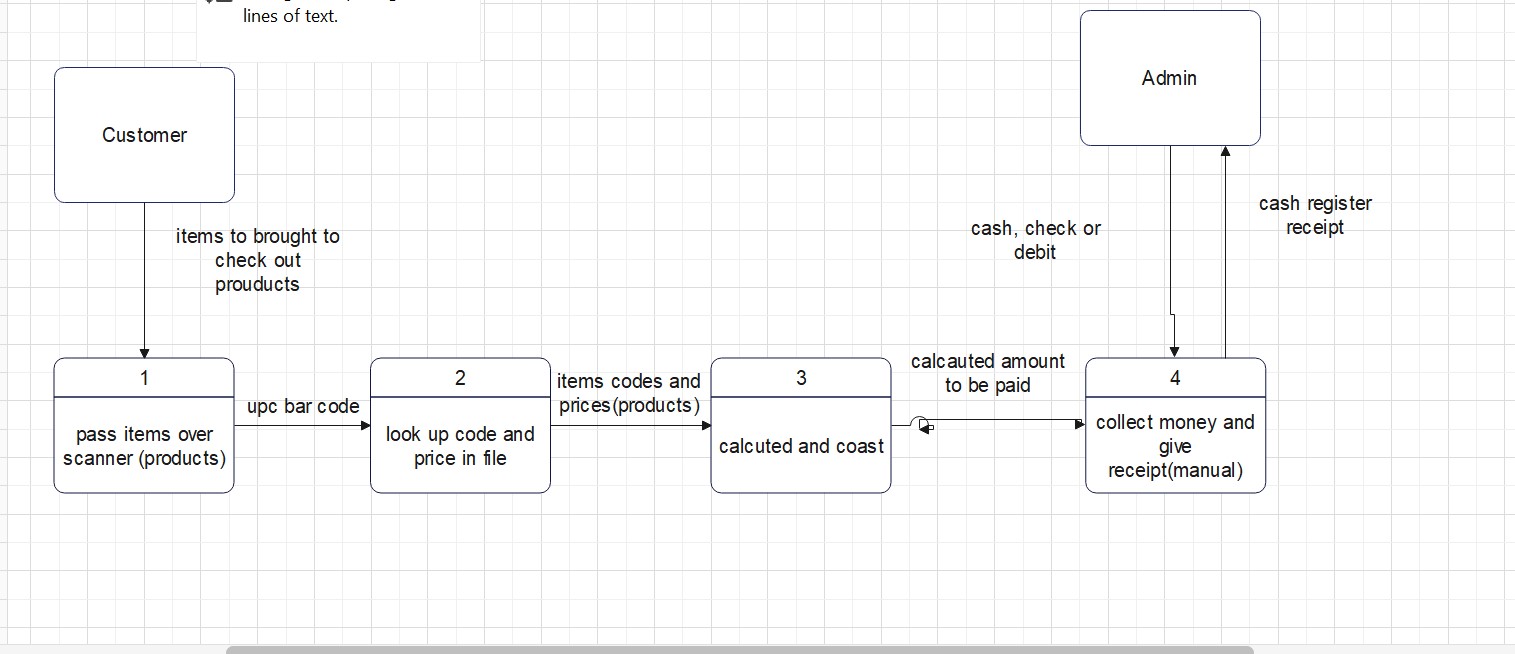 lines of text.
Customer
Admin
items to brought to
check out
prouducts
cash, check or
debit
cash register
receipt
1
pass items over
scanner (products)
upc bar code
2
look up code and
price in file
items codes and
prices(products)
3
calcuted and coast
calcauted amount
to be paid
4
collect money and
give
receipt(manual)